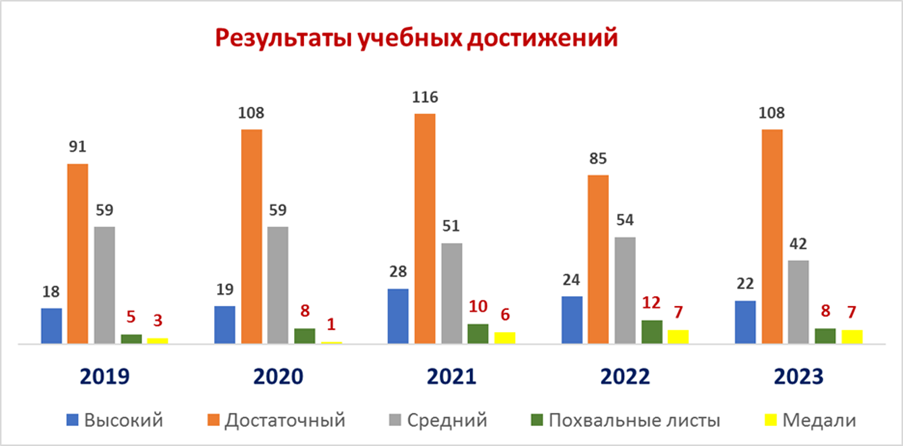 Результаты учебных достижений
18 91 59 5 3
19 108 59 8 1
28 116 51 10 6
24 85 54 12 7
22 108 42 8 7
2019 2020 2021 2022 2023
Высокий Достаточный Средний Похвальные листы Медали